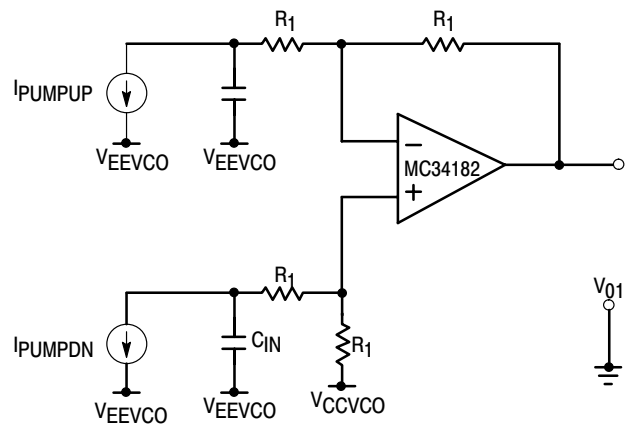 R1
R1
IPUMPUP
VEEVCO
VEEVCO
−
MC34182
+
R1
V01
IPUMPDN
CIN
R1
VEEVCO
VEEVCO
VCCVCO